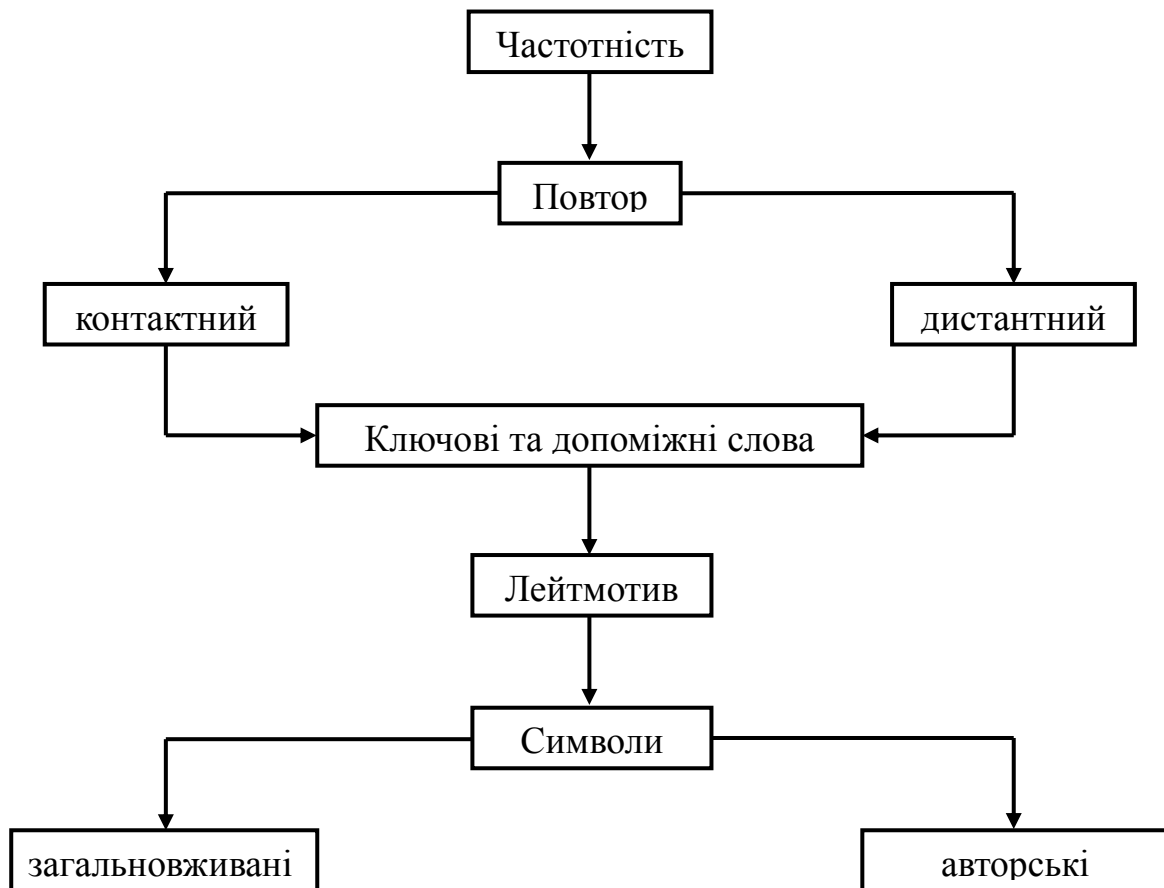 Частотність
Повтор
контактний
дистантний
Ключові та допоміжні слова
Лейтмотив
Символи
загальновживані
авторські